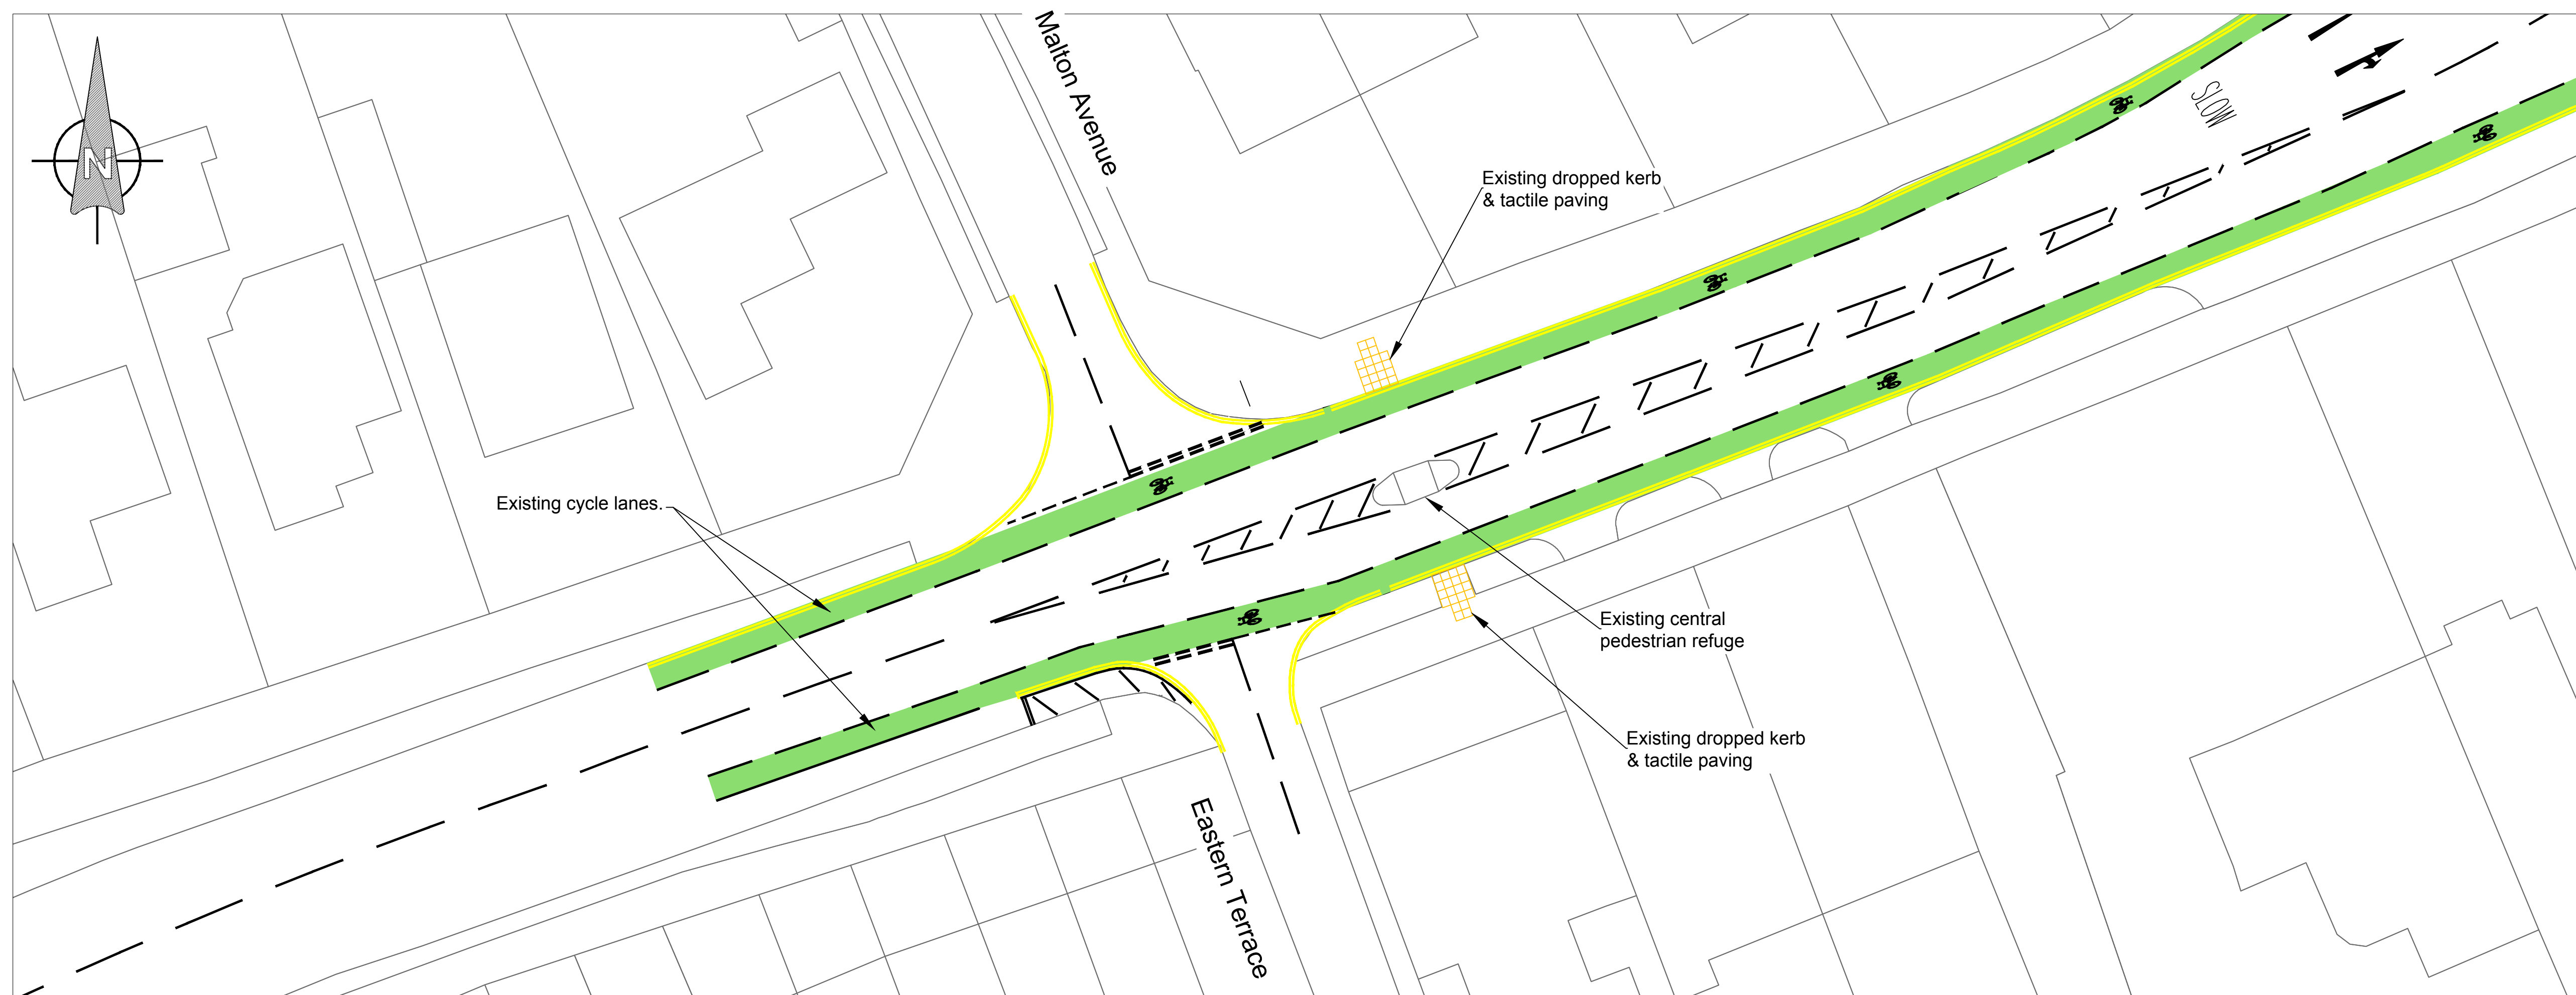 Malton Avenue
N
SLOW
Existing dropped kerb
& tactile paving
Existing cycle lanes.
Existing central
pedestrian refuge
Existing dropped kerb
& tactile paving
Eastern Terrace